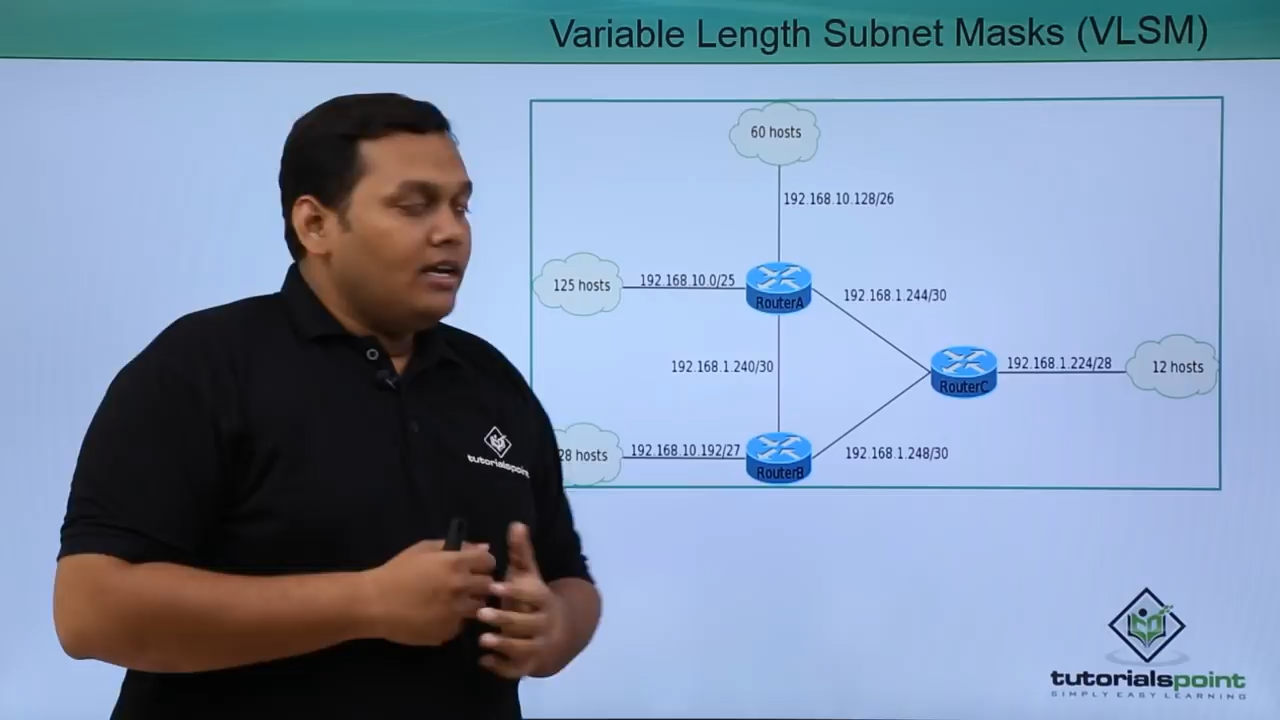 Variable Length Subnet Masks (VLSM)
60 hosts
192.168.10.128/26
125 hosts
192.168.10.0/25
RouterA
192.168.1.244/30
192.168.1.240/30
RouterC
192.168.1.224/28
12 hosts
28 hosts
192.168.10.192/27
RouterB
192.168.1.248/30
tutorialspoint
tutorialspoint
SIMPLY EASY LEARNING